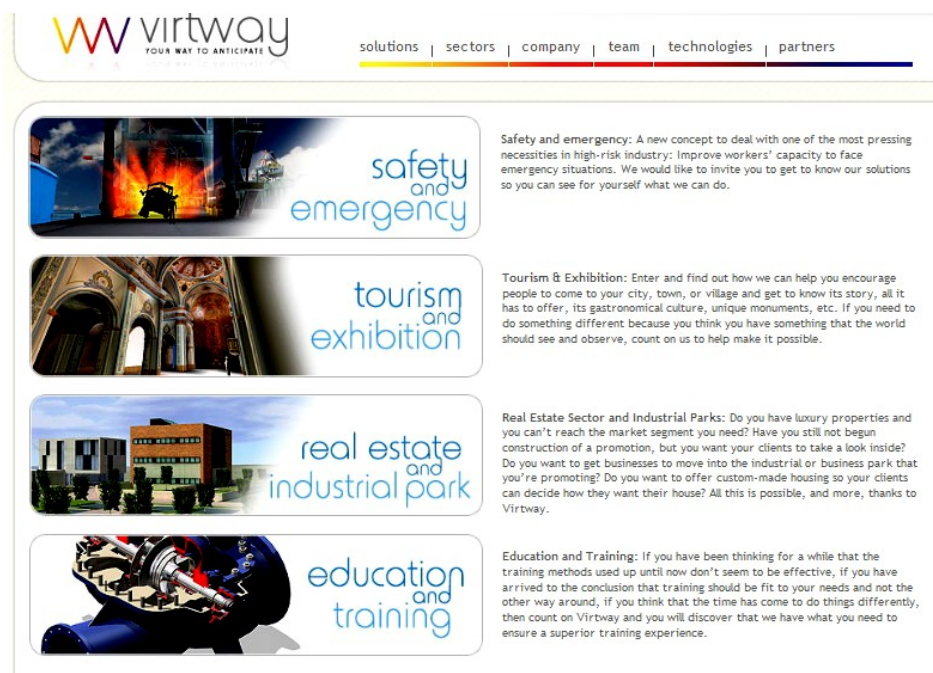 virtway
YOUR WAY TO ANTICIPATE
solutions | sectors | company | team | technologies | partners
safety
and
emergency
Safety and emergency: A new concept to deal with one of the most pressing
necessities in high-risk industry: Improve workers' capacity to face
emergency situations. We would like to invite you to get to know our solutions
so you can see for yourself what we can do.
tourism
and
exhibition
Tourism & Exhibition: Enter and find out how we can help you encourage
people to come to your city, town, or village and get to know its story, all it
has to offer, its gastronomical culture, unique monuments, etc. If you need to
do something different because you think you have something that the world
should see and observe, count on us to help make it possible.
real estate
and
industrial park
Real Estate Sector and Industrial Parks: Do you have luxury properties and
you can't reach the market segment you need? Have you still not begun
construction of a promotion, but you want your clients to take a look inside?
Do you want to get businesses to move into the industrial or business park that
you're promoting? Do you want to offer custom-made housing so your clients
can decide how they want their house? All this is possible, and more, thanks to
Virtway.
education
and
training
Education and Training: If you have been thinking for a while that the
training methods used up until now don't seem to be effective, if you have
arrived to the conclusion that training should be fit to your needs and not the
other way around, if you think that the time has come to do things differently,
then count on Virtway and you will discover that we have what you need to
ensure a superior training experience.